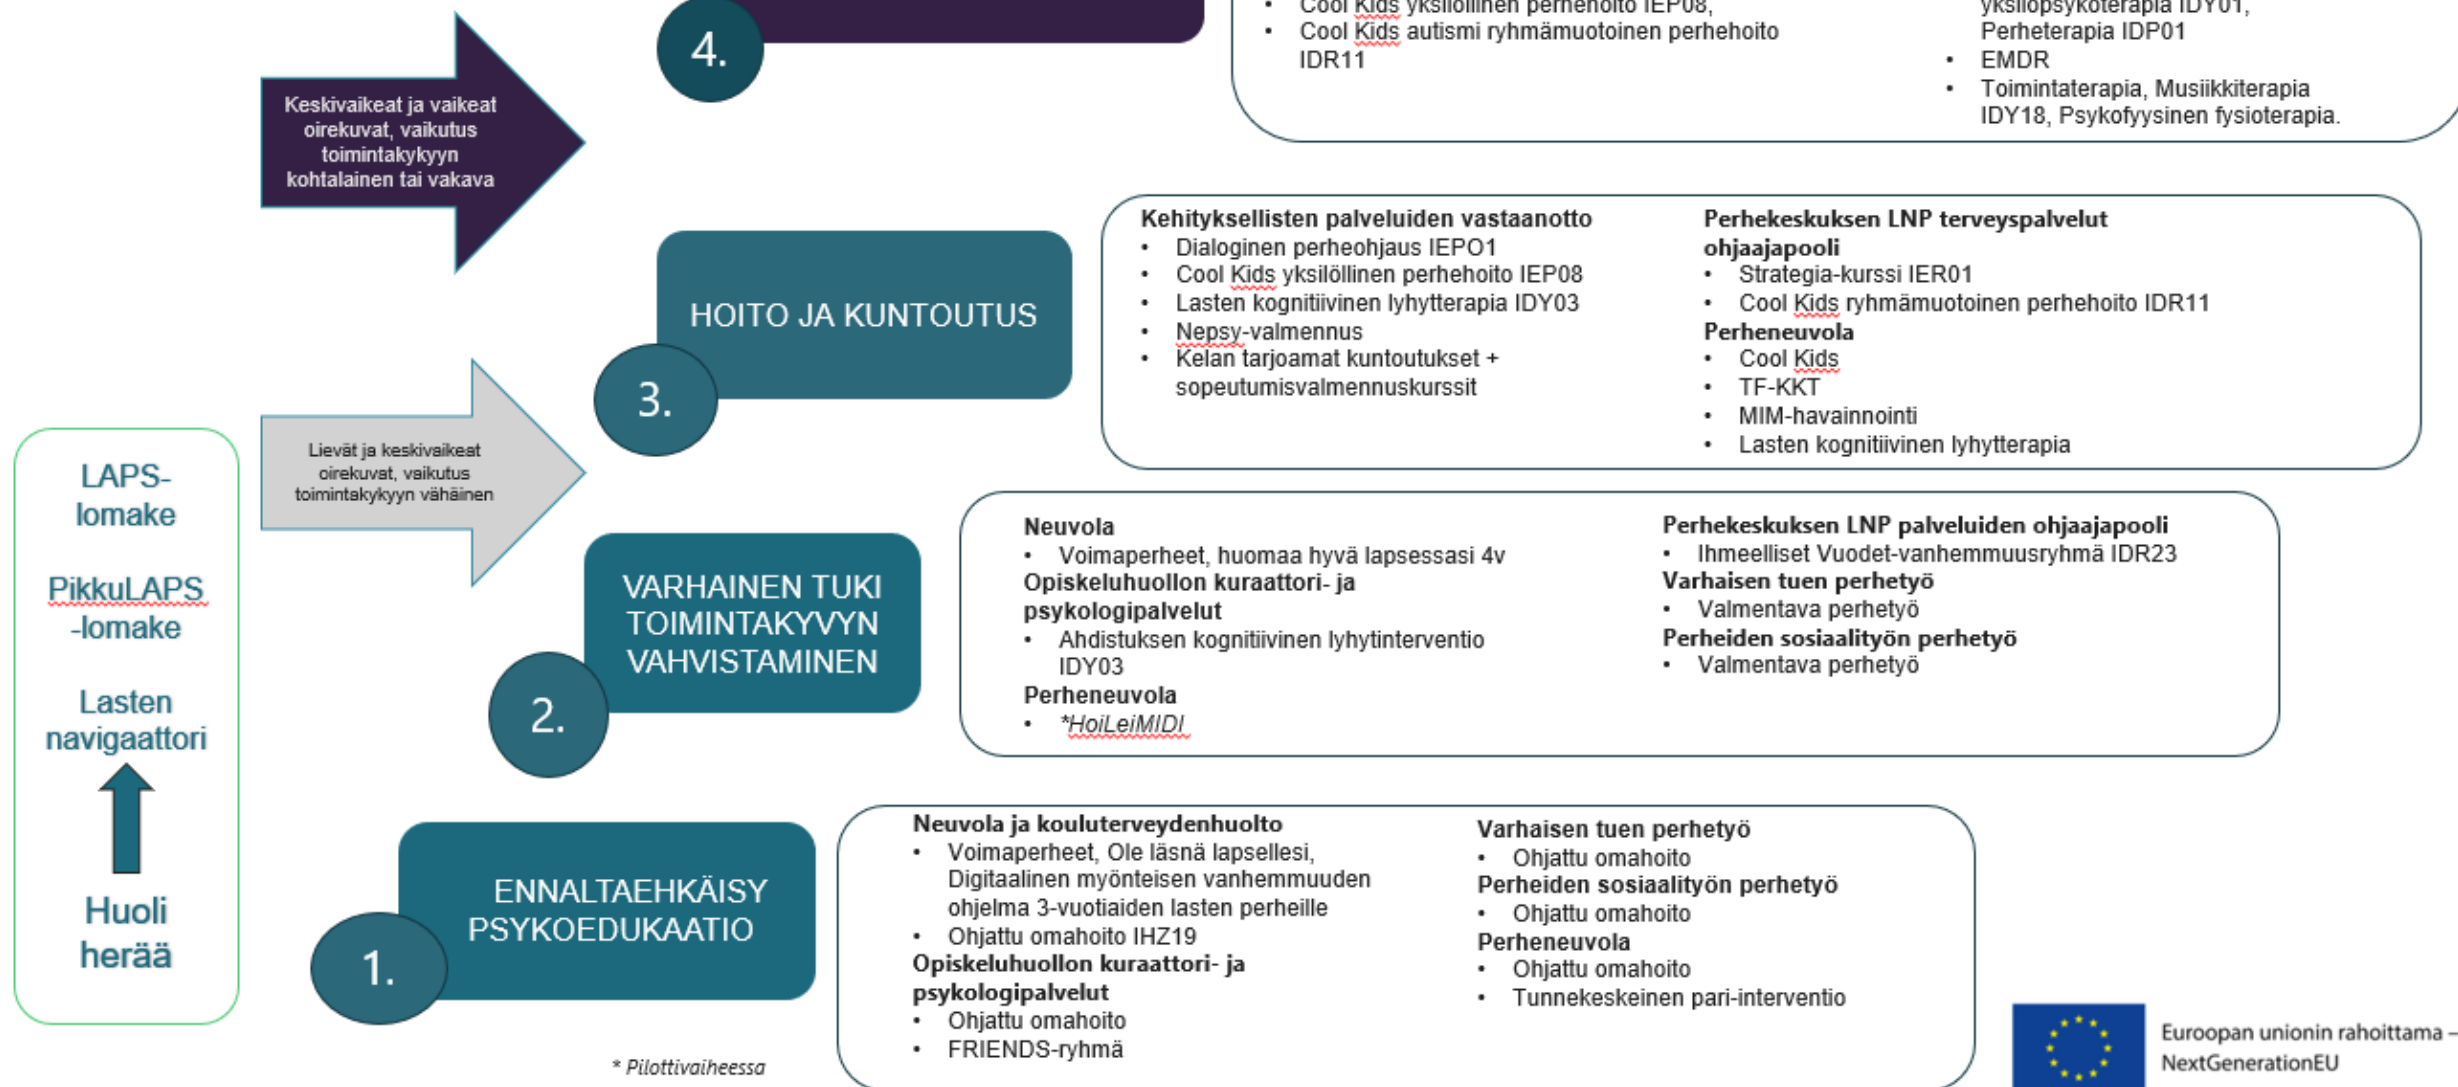 4.
• Cool Kids yksilöllinen perhehoito IEP08,
• Cool Kids autismi ryhmämuotoinen perhehoito
IDR11
yksilöpsykoterapia IDY01,
Perheterapia IDP01
• EMDR
• Toimintaterapia, Musiikkiterapia
IDY18, Psykofyysinen fysioterapia.
Keskivaikeat ja vaikeat
oirekuvat, vaikutus
toimintakykyyn
kohtalainen tai vakava
HOITO JA KUNTOUTUS
3.
Kehityksellisten palveluiden vastaanotto
• Dialoginen perheohjaus IEPO1
• Cool Kids yksilöllinen perhehoito IEP08
• Lasten kognitiivinen lyhytterapia IDY03
• Nepsy-valmennus
• Kelan tarjoamat kuntoutukset +
sopeutumisvalmennuskurssit
Perhekeskuksen LNP terveyspalvelut
ohjaajapooli
• Strategia-kurssi IER01
• Cool Kids ryhmämuotoinen perhehoito IDR11
Perheneuvola
• Cool Kids
• TF-KKT
• MIM-havainnointi
• Lasten kognitiivinen lyhytterapia
Lievät ja keskivaikeat
oirekuvat, vaikutus
toimintakykyyn vähäinen
LAPS-
lomake
PikkuLAPS
-lomake
Lasten
navigaattori
Huoli
herää
VARHAINEN TUKI
TOIMINTAKYVYN
VAHVISTAMINEN
2.
Neuvola
• Voimaperheet, huomaa hyvä lapsessasi 4v
Opiskeluhuollon kuraattori- ja
psykologipalvelut
• Ahdistuksen kognitiivinen lyhytinterventio
IDY03
Perheneuvola
• *HoiLeiMIDI
Perhekeskuksen LNP palveluiden ohjaajapooli
• Ihmeelliset Vuodet-vanhemmuusryhmä IDR23
Varhaisen tuen perhetyö
• Valmentava perhetyö
Perheiden sosiaalityön perhetyö
• Valmentava perhetyö
ENNALTAEHKÄISY
PSYKOEDUKAATIO
1.
Neuvola ja kouluterveydenhuolto
• Voimaperheet, Ole läsnä lapsellesi,
Digitaalinen myönteisen vanhemmuuden
ohjelma 3-vuotiaiden lasten perheille
• Ohjattu omahoito IHZ19
Opiskeluhuollon kuraattori- ja
psykologipalvelut
• Ohjattu omahoito
• FRIENDS-ryhmä
Varhaisen tuen perhetyö
• Ohjattu omahoito
Perheiden sosiaalityön perhetyö
• Ohjattu omahoito
Perheneuvola
• Ohjattu omahoito
• Tunnekeskeinen pari-interventio
* Pilottivaiheessa
Euroopan unionin rahoittama –
NextGenerationEU